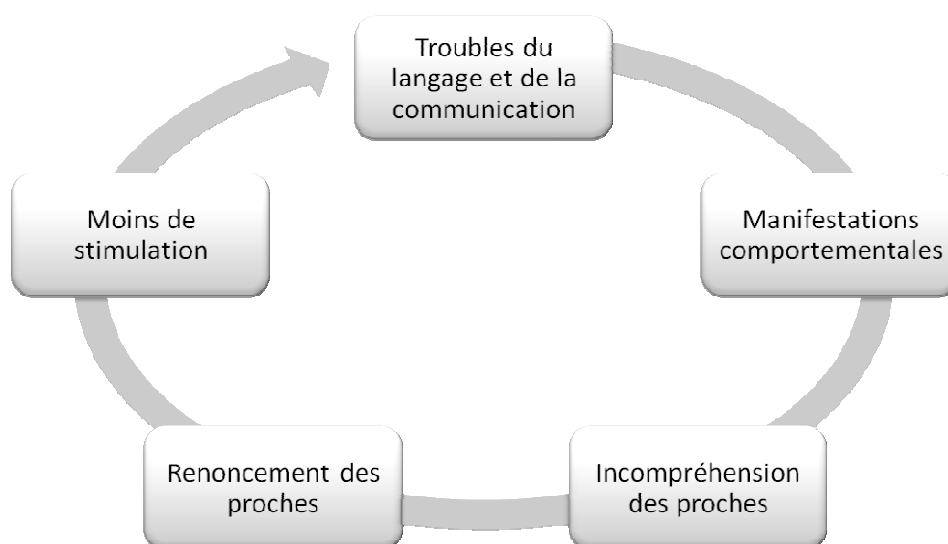 Troubles du
langage et de la
communication
Manifestations
comportementales
Incompréhension
des proches
Renoncement des
proches
Moins de
stimulation